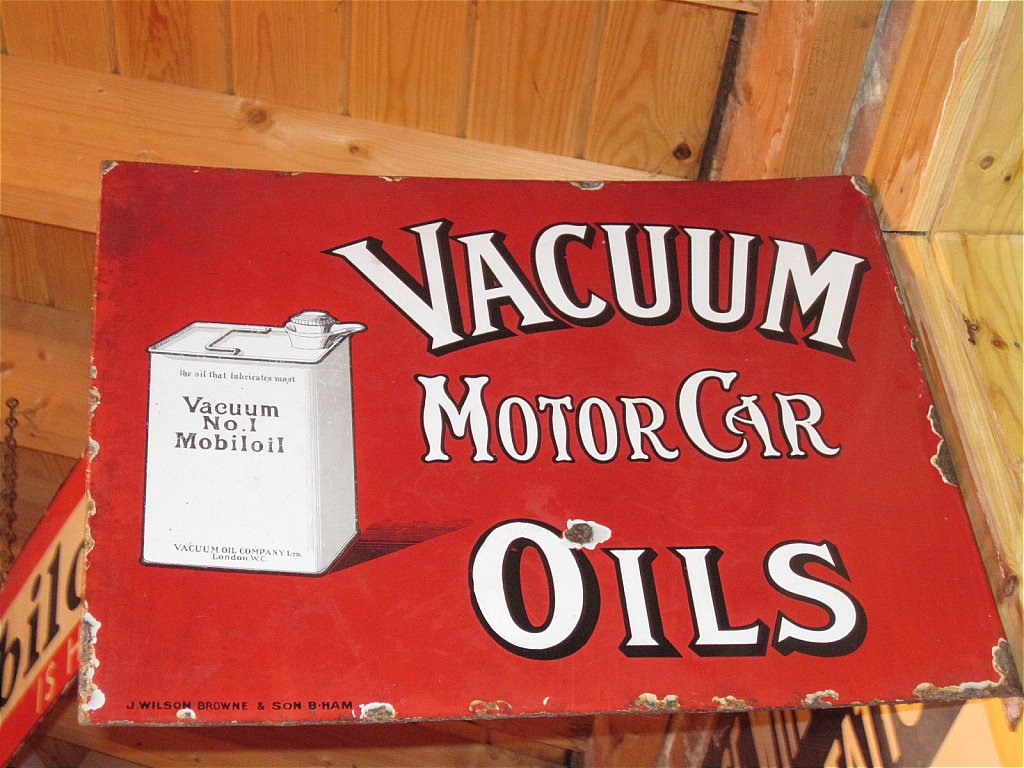 VACUUM
MOTOR CAR
OILS
the oil that lubricates most
Vacuum
No.1
Mobiloil
VACUUM OIL COMPANY LTD.
London. W.C.
J. WILSON BROWNE & SON B·HAM
IS